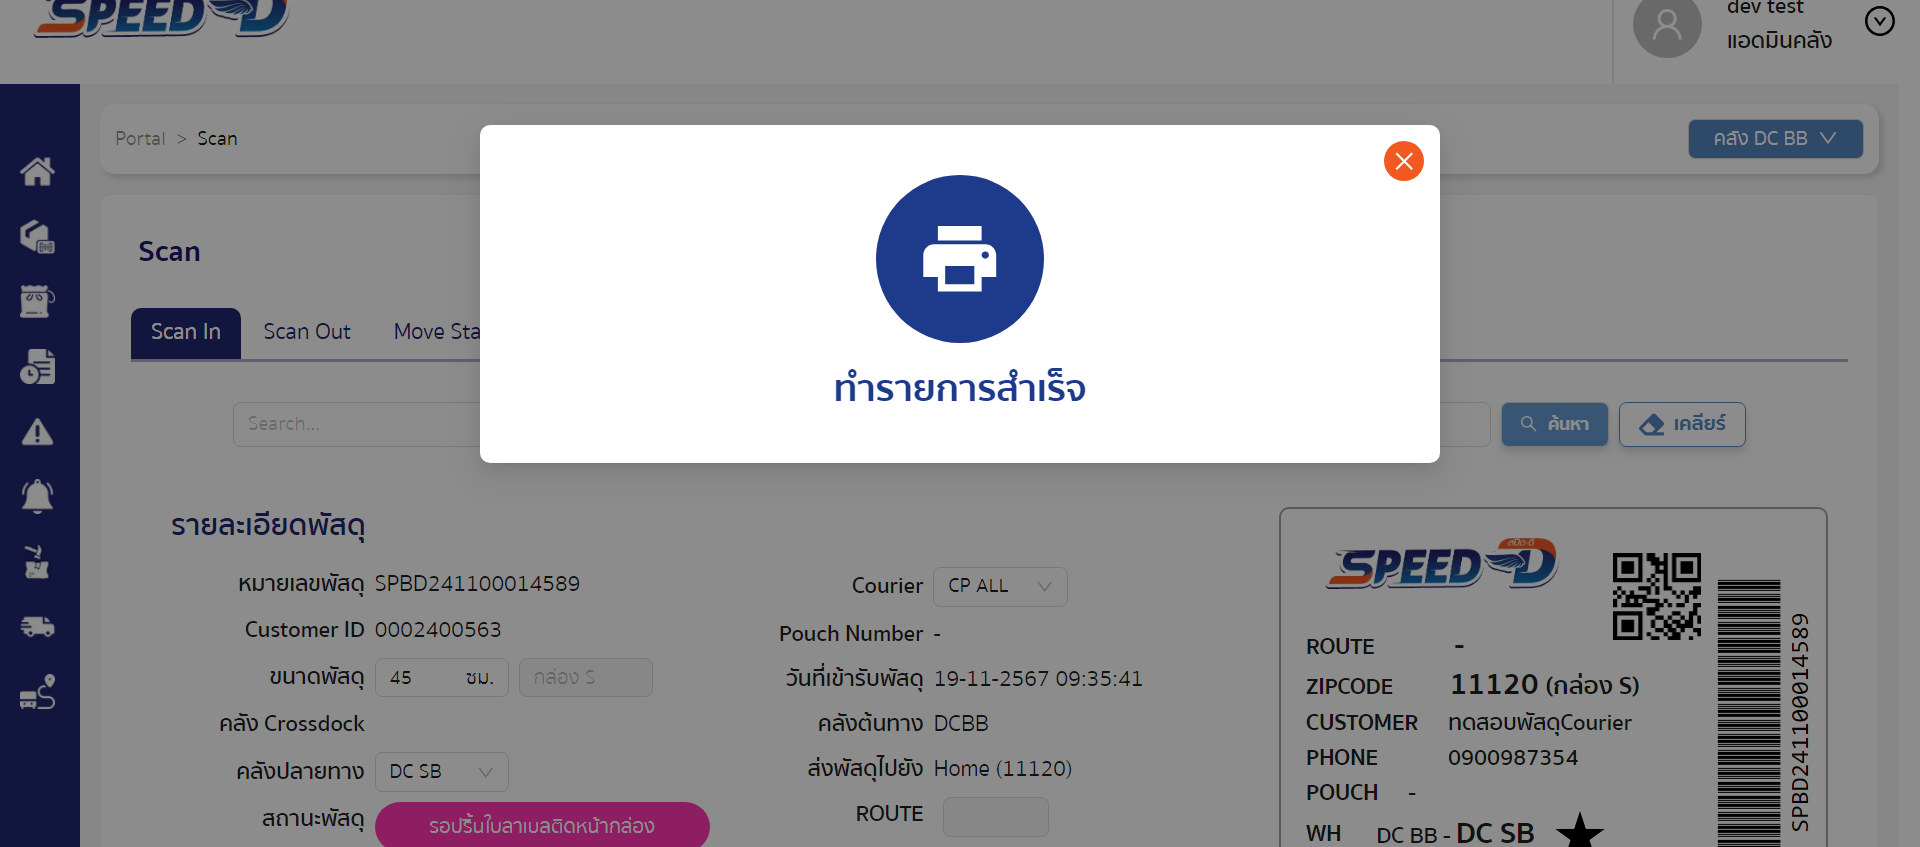 SPEED D
dev test
แอดมินคลัง
Portal > Scan
คลัง DC BB
Scan
Scan In
Scan Out
Move Sta
ทำรายการสำเร็จ
Search...
ค้นหา
เคลียร์
รายละเอียดพัสดุ
หมายเลขพัสดุ SPBD241100014589
Customer ID 0002400563
ขนาดพัสดุ 45 ซม. กล่อง S
คลัง Crossdock
คลังปลายทาง DC SB
สถานะพัสดุ รอปริ้นใบลาเบลติดหน้ากล่อง
Courier CP ALL
Pouch Number -
วันที่เข้ารับพัสดุ 19-11-2567 09:35:41
คลังต้นทาง DCBB
ส่งพัสดุไปยัง Home (11120)
ROUTE
สปีด-ดี
SPEED D
ROUTE -
ZIPCODE 11120 (กล่อง S)
CUSTOMER ทดสอบพัสดุCourier
PHONE 0900987354
POUCH -
WH DC BB - DC SB
SPBD241100014589